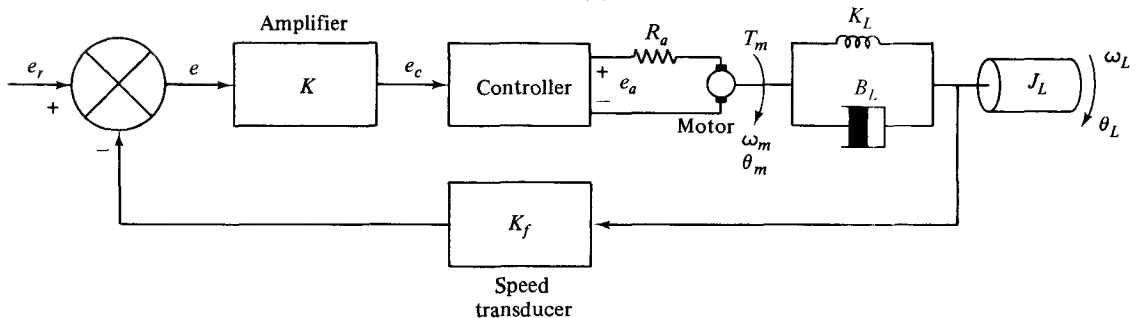 Amplifier
e_r
+
−
e
K
e_c
Controller
+
e_a
−
R_a
Motor
T_m
ω_m
θ_m
K_L
B_L
J_L
ω_L
θ_L
K_f
Speed
transducer